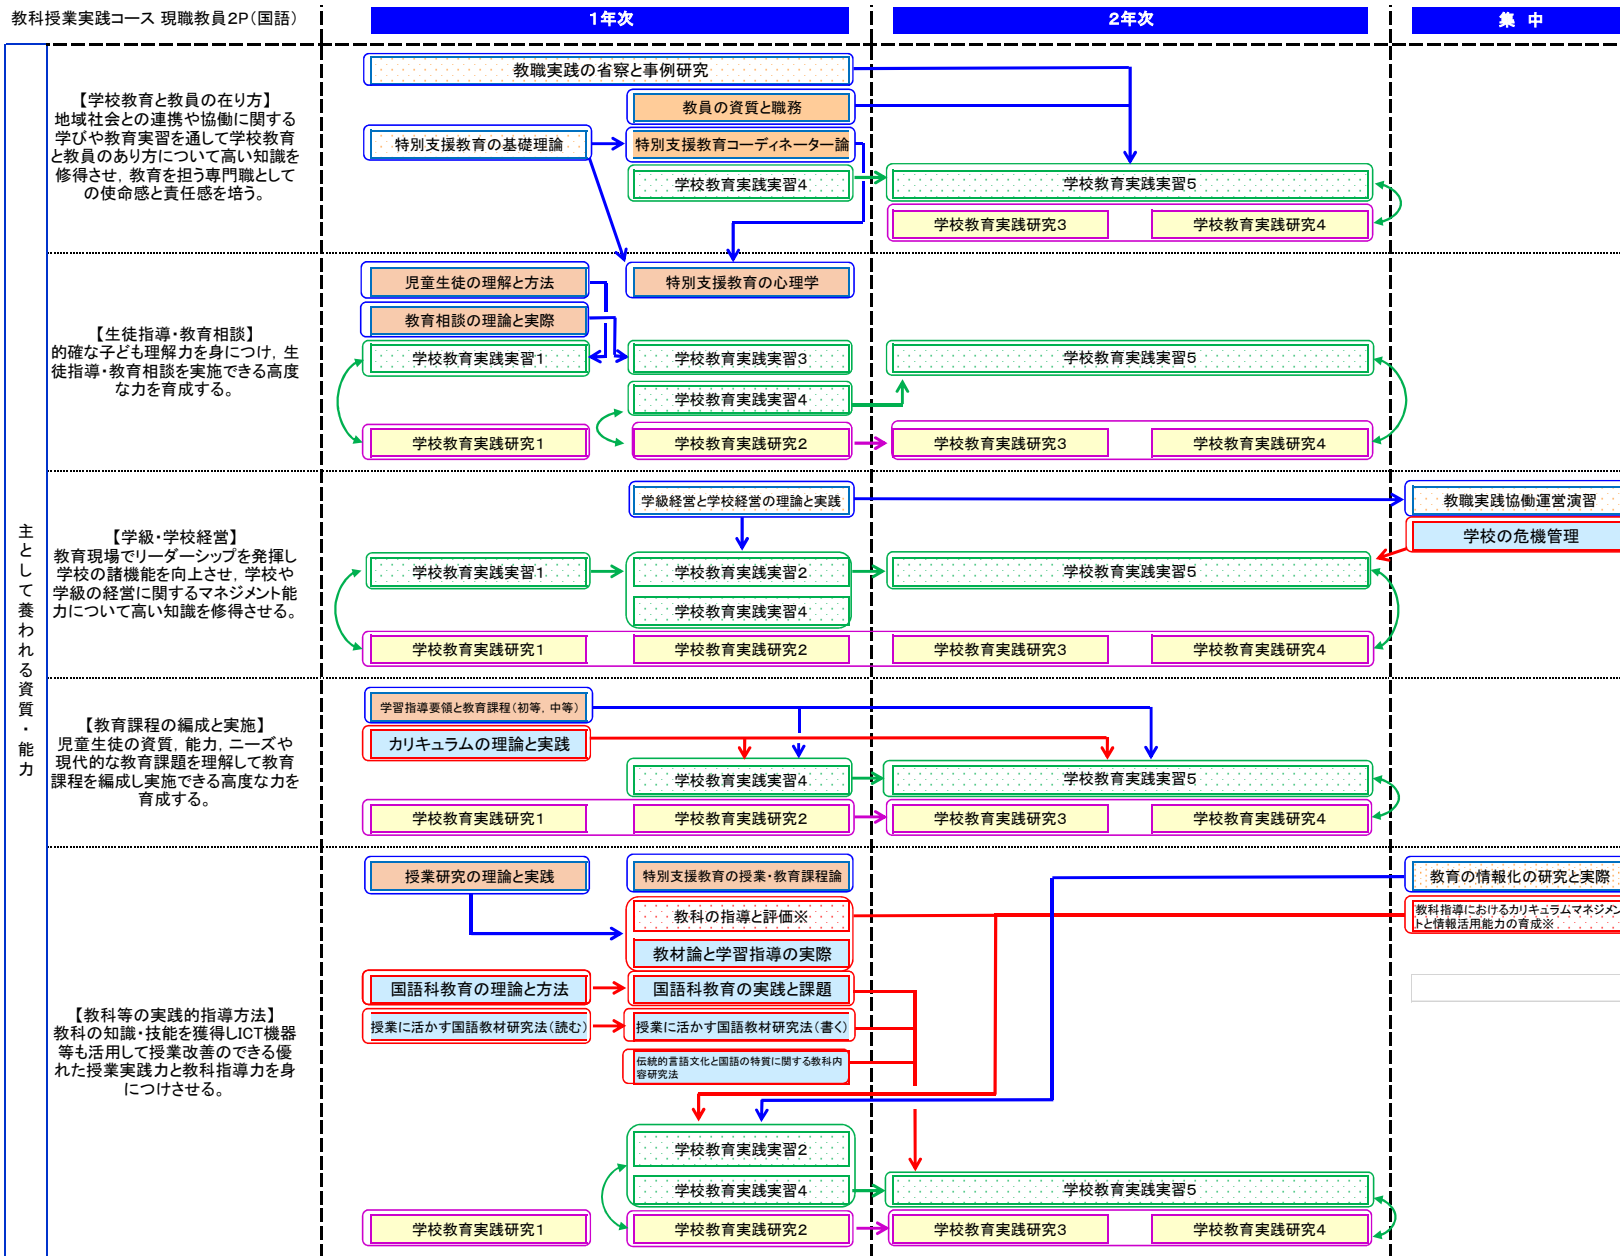 教科授業実践コース 現職教員2P(国語)
1年次
2年次
集 中
主として養われる資質・能力
【学校教育と教員の在り方】
地域社会との連携や協働に関する
学びや教育実習を通して学校教育
と教員のあり方について高い知識を
修得させ，教育を担う専門職として
の使命感と責任感を培う。
教職実践の省察と事例研究
教員の資質と職務
特別支援教育の基礎理論
特別支援教育コーディネーター論
学校教育実践実習4
学校教育実践実習5
学校教育実践研究3
学校教育実践研究4
【生徒指導・教育相談】
的確な子ども理解力を身につけ，生
徒指導・教育相談を実施できる高度
な力を育成する。
児童生徒の理解と方法
特別支援教育の心理学
教育相談の理論と実際
学校教育実践実習1
学校教育実践実習3
学校教育実践実習5
学校教育実践実習4
学校教育実践研究1
学校教育実践研究2
学校教育実践研究3
学校教育実践研究4
【学級・学校経営】
教育現場でリーダーシップを発揮し
学校の諸機能を向上させ，学校や
学級の経営に関するマネジメント能
力について高い知識を修得させる。
学級経営と学校経営の理論と実践
教職実践協働運営演習
学校の危機管理
学校教育実践実習1
学校教育実践実習2
学校教育実践実習5
学校教育実践実習4
学校教育実践研究1
学校教育実践研究2
学校教育実践研究3
学校教育実践研究4
【教育課程の編成と実施】
児童生徒の資質，能力，ニーズや
現代的な教育課題を理解して教育
課程を編成し実施できる高度な力を
育成する。
学習指導要領と教育課程(初等，中等)
カリキュラムの理論と実践
学校教育実践実習4
学校教育実践実習5
学校教育実践研究1
学校教育実践研究2
学校教育実践研究3
学校教育実践研究4
【教科等の実践的指導方法】
教科の知識・技能を獲得しICT機器
等も活用して授業改善のできる優
れた授業実践力と教科指導力を身
につけさせる。
授業研究の理論と実践
特別支援教育の授業・教育課程論
教育の情報化の研究と実際
教科の指導と評価※
教科指導におけるカリキュラムマネジメン
トと情報活用能力の育成※
教材論と学習指導の実際
国語科教育の理論と方法
国語科教育の実践と課題
授業に活かす国語教材研究法(読む)
授業に活かす国語教材研究法(書く)
伝統的言語文化と国語の特質に関する教科内
容研究法
学校教育実践実習2
学校教育実践実習4
学校教育実践実習5
学校教育実践研究1
学校教育実践研究2
学校教育実践研究3
学校教育実践研究4